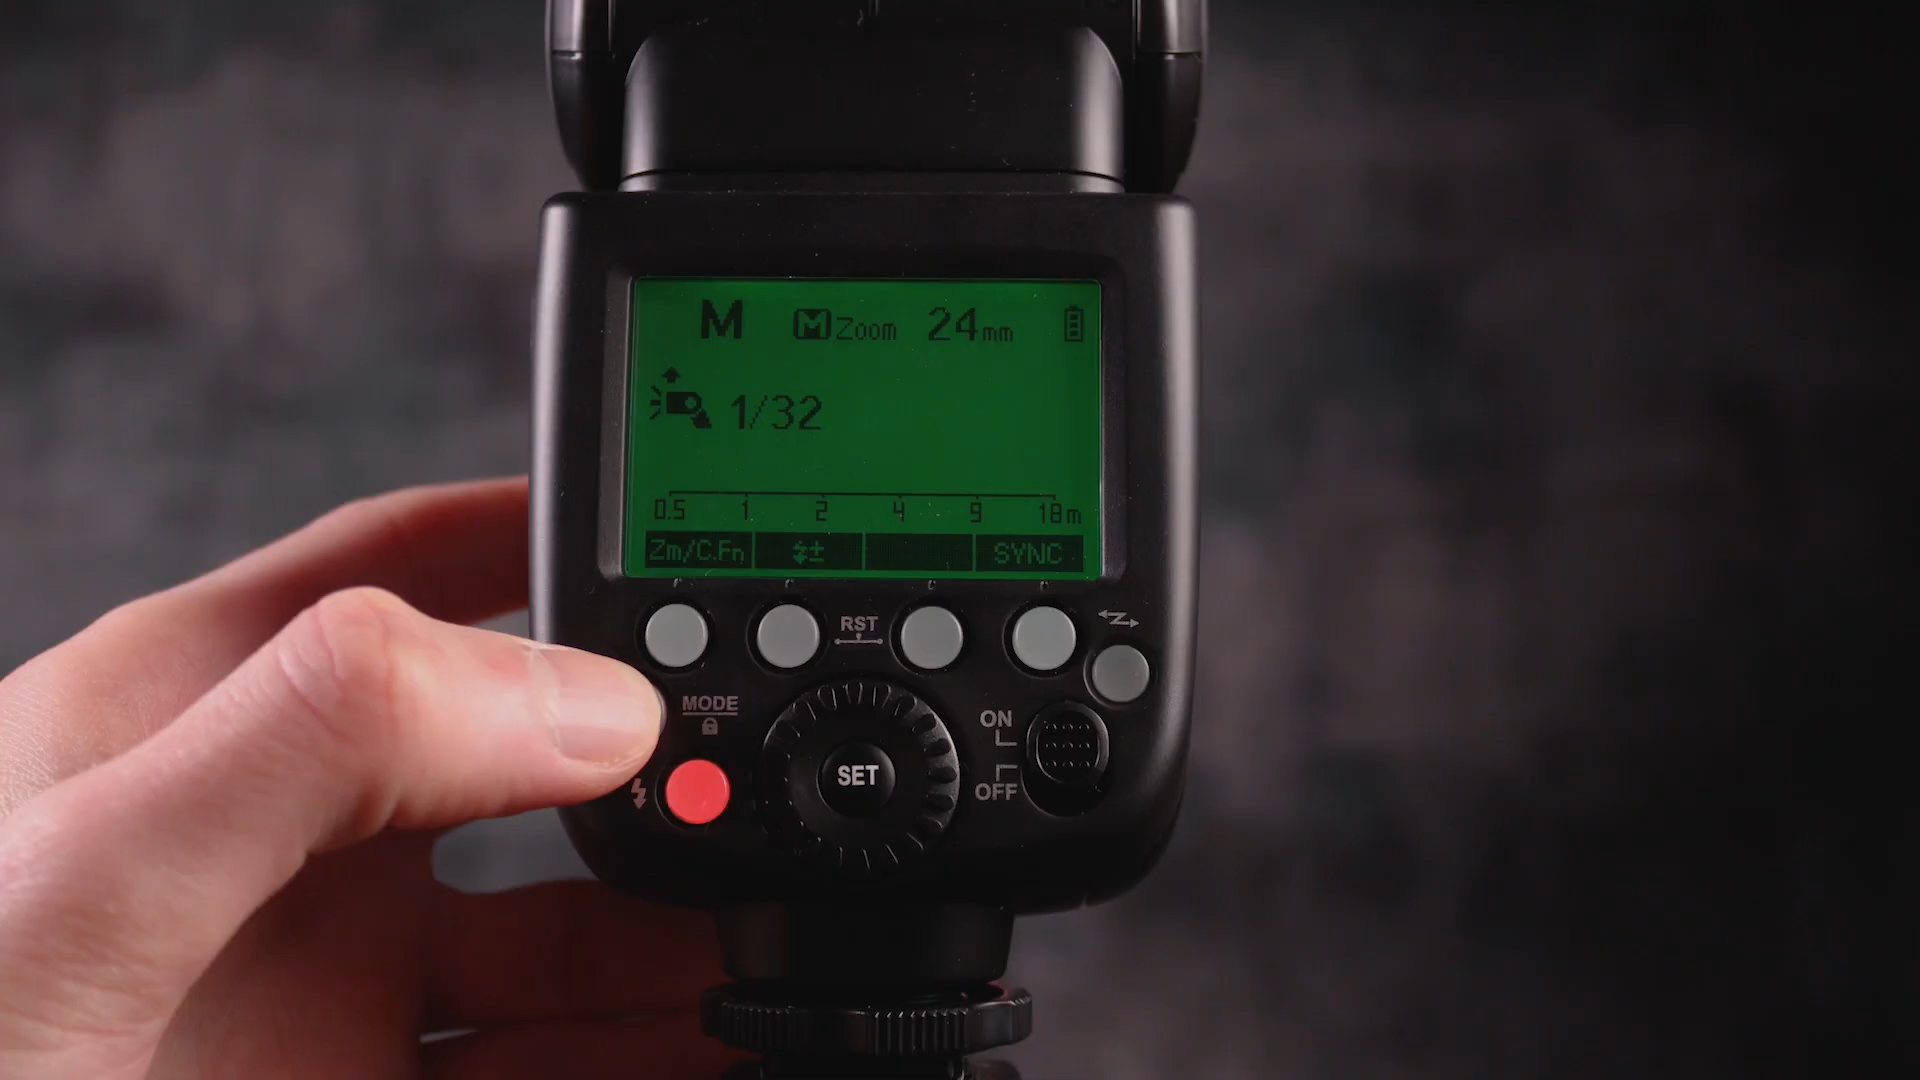 M M Zoom 24mm
1/32
0.5 1 2 4 9 18m
Zm/C.Fn ± SYNC
RST
MODE
ON
SET
OFF